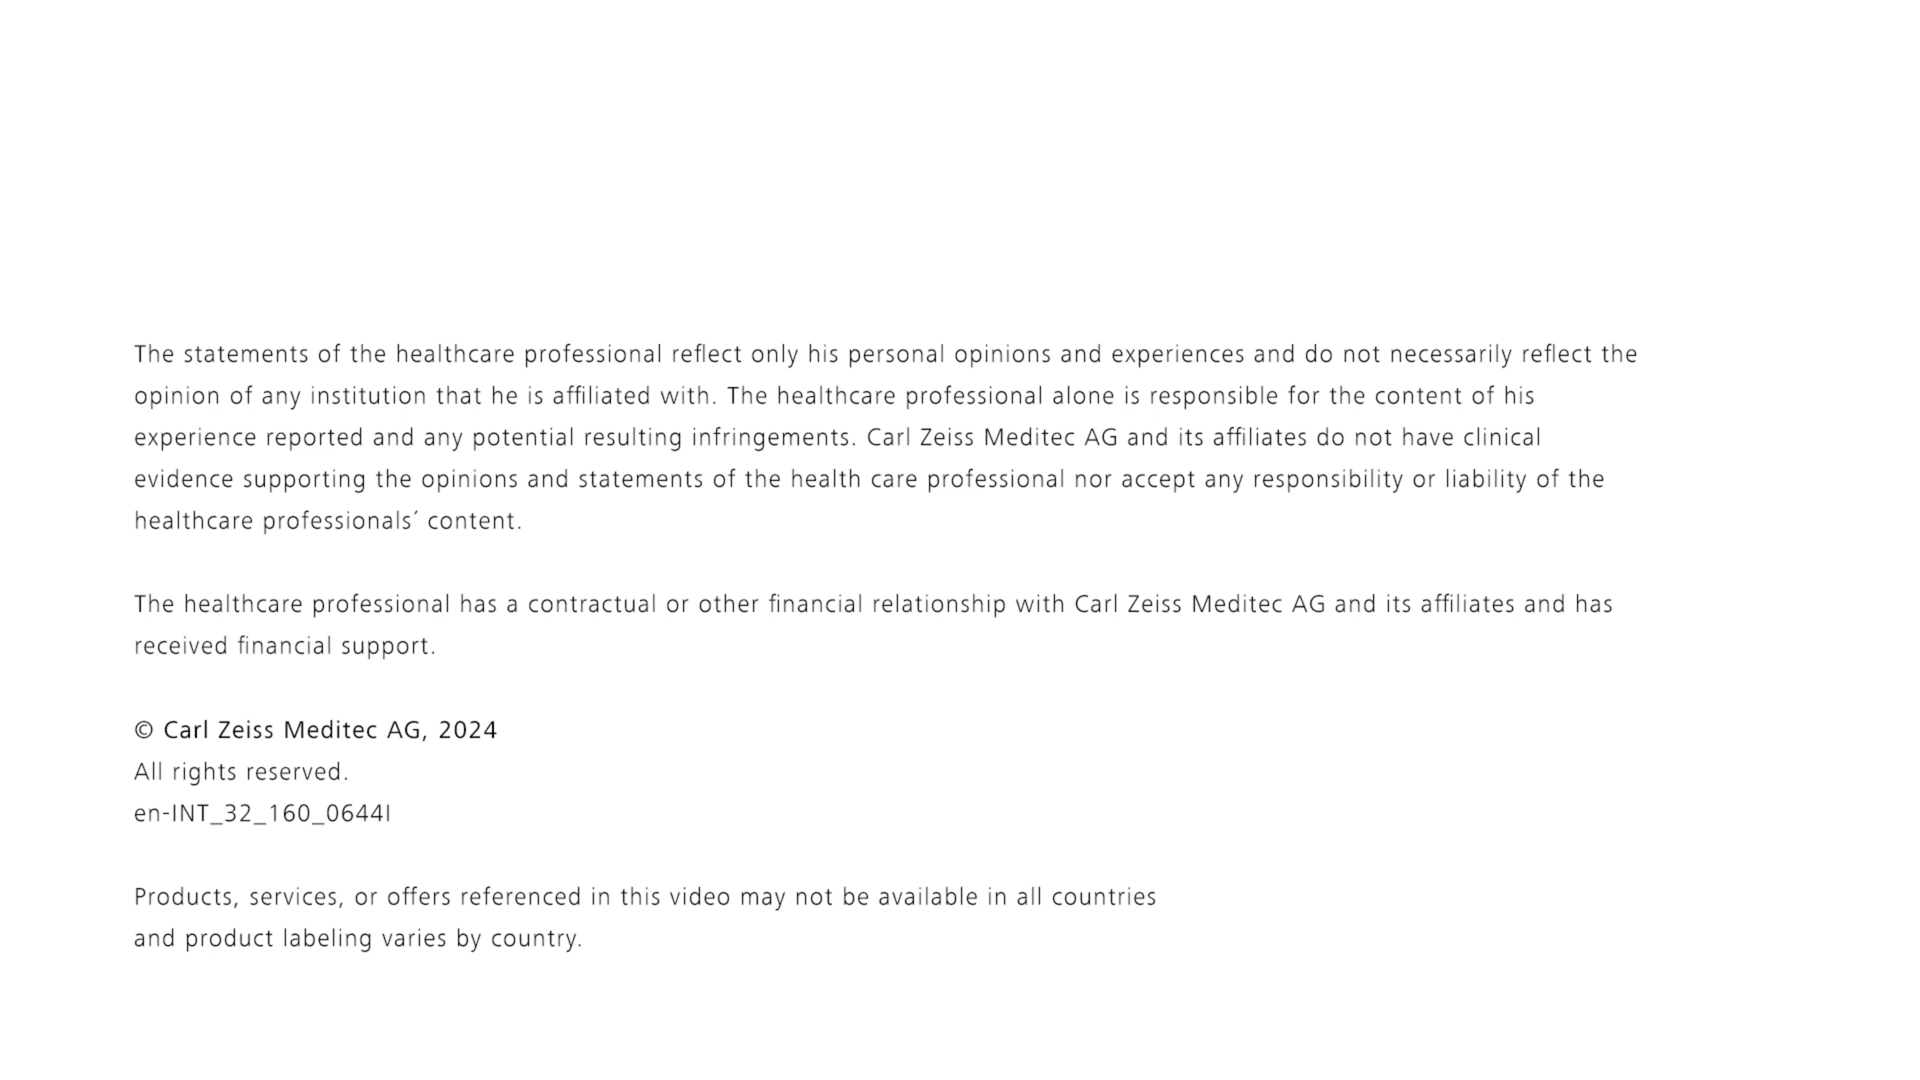 The statements of the healthcare professional reflect only his personal opinions and experiences and do not necessarily reflect the
opinion of any institution that he is affiliated with. The healthcare professional alone is responsible for the content of his
experience reported and any potential resulting infringements. Carl Zeiss Meditec AG and its affiliates do not have clinical
evidence supporting the opinions and statements of the health care professional nor accept any responsibility or liability of the
healthcare professionals´ content.
The healthcare professional has a contractual or other financial relationship with Carl Zeiss Meditec AG and its affiliates and has
received financial support.
© Carl Zeiss Meditec AG, 2024
All rights reserved.
en-INT_32_160_0644I
Products, services, or offers referenced in this video may not be available in all countries
and product labeling varies by country.